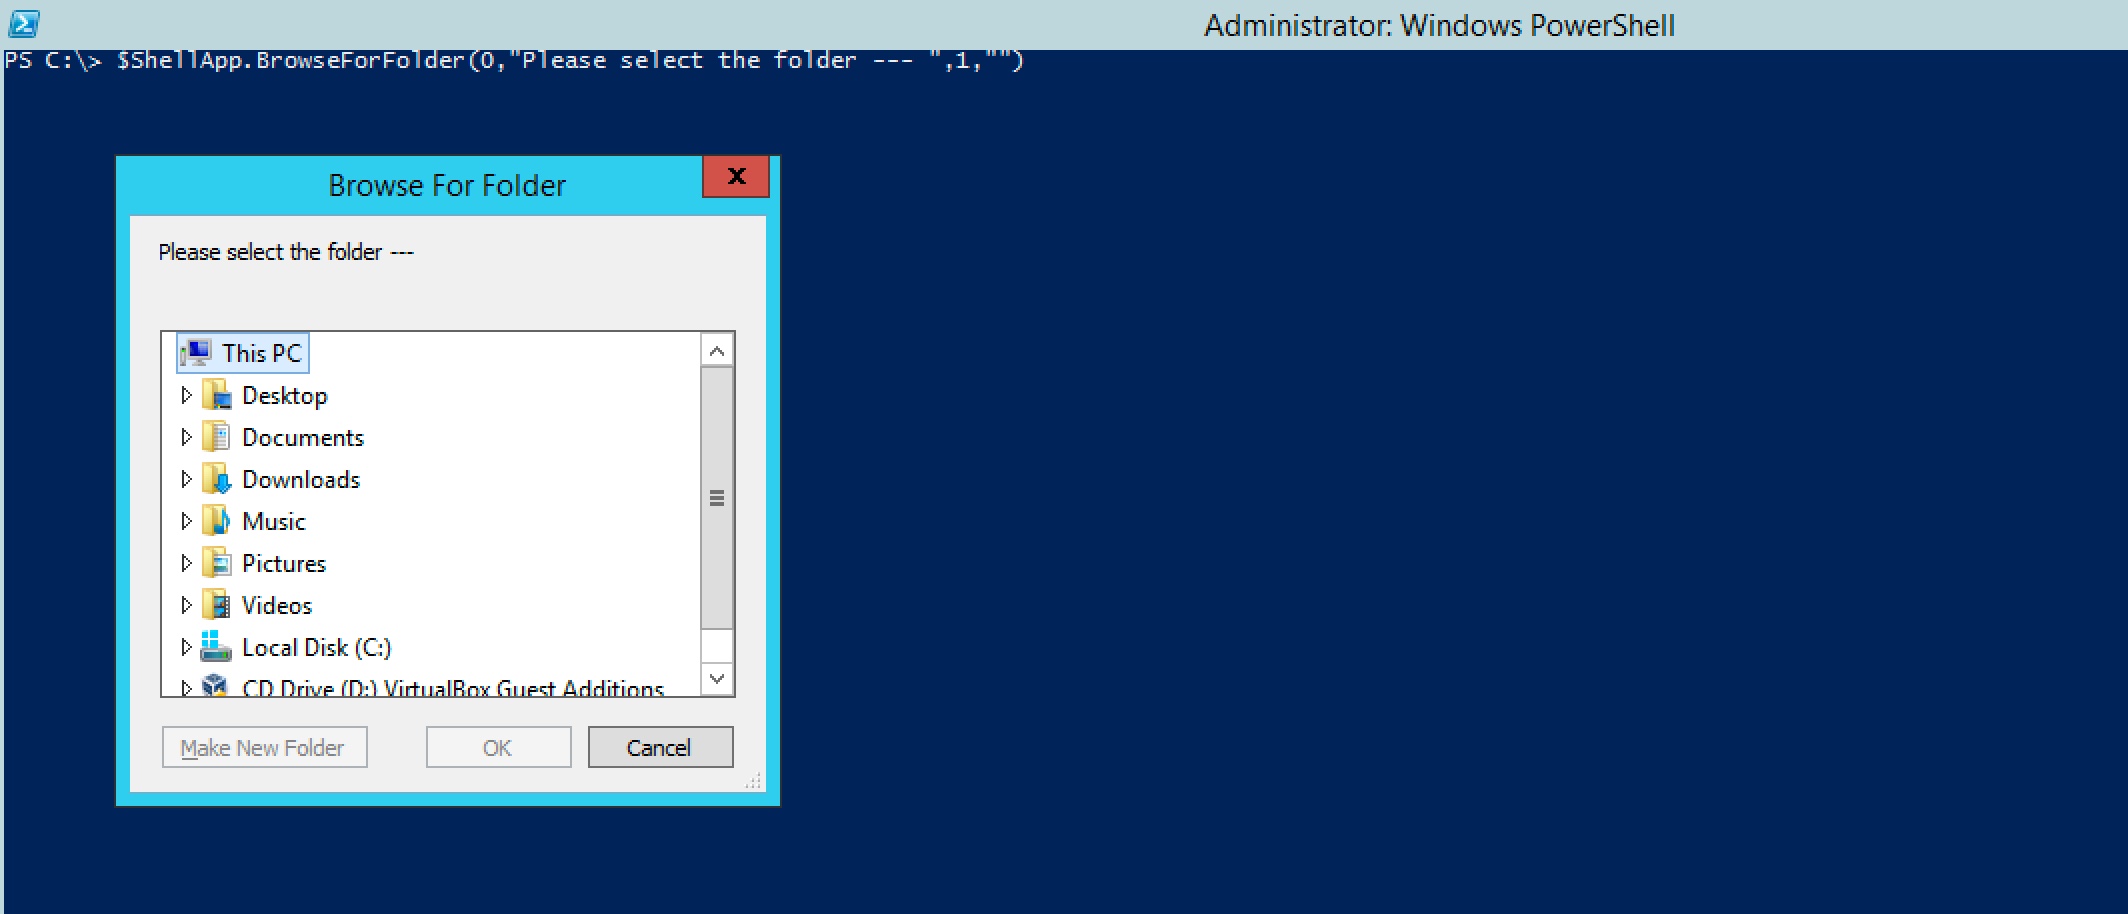 Administrator: Windows PowerShell
PS C:\> $ShellApp.BrowseForFolder(0,"Please select the folder --- ",1,"")
Browse For Folder
x
Please select the folder ---
This PC
Desktop
Documents
Downloads
Music
Pictures
Videos
Local Disk (C:)
CD Drive (D:) VirtualBox Guest Additions
Make New Folder
OK
Cancel